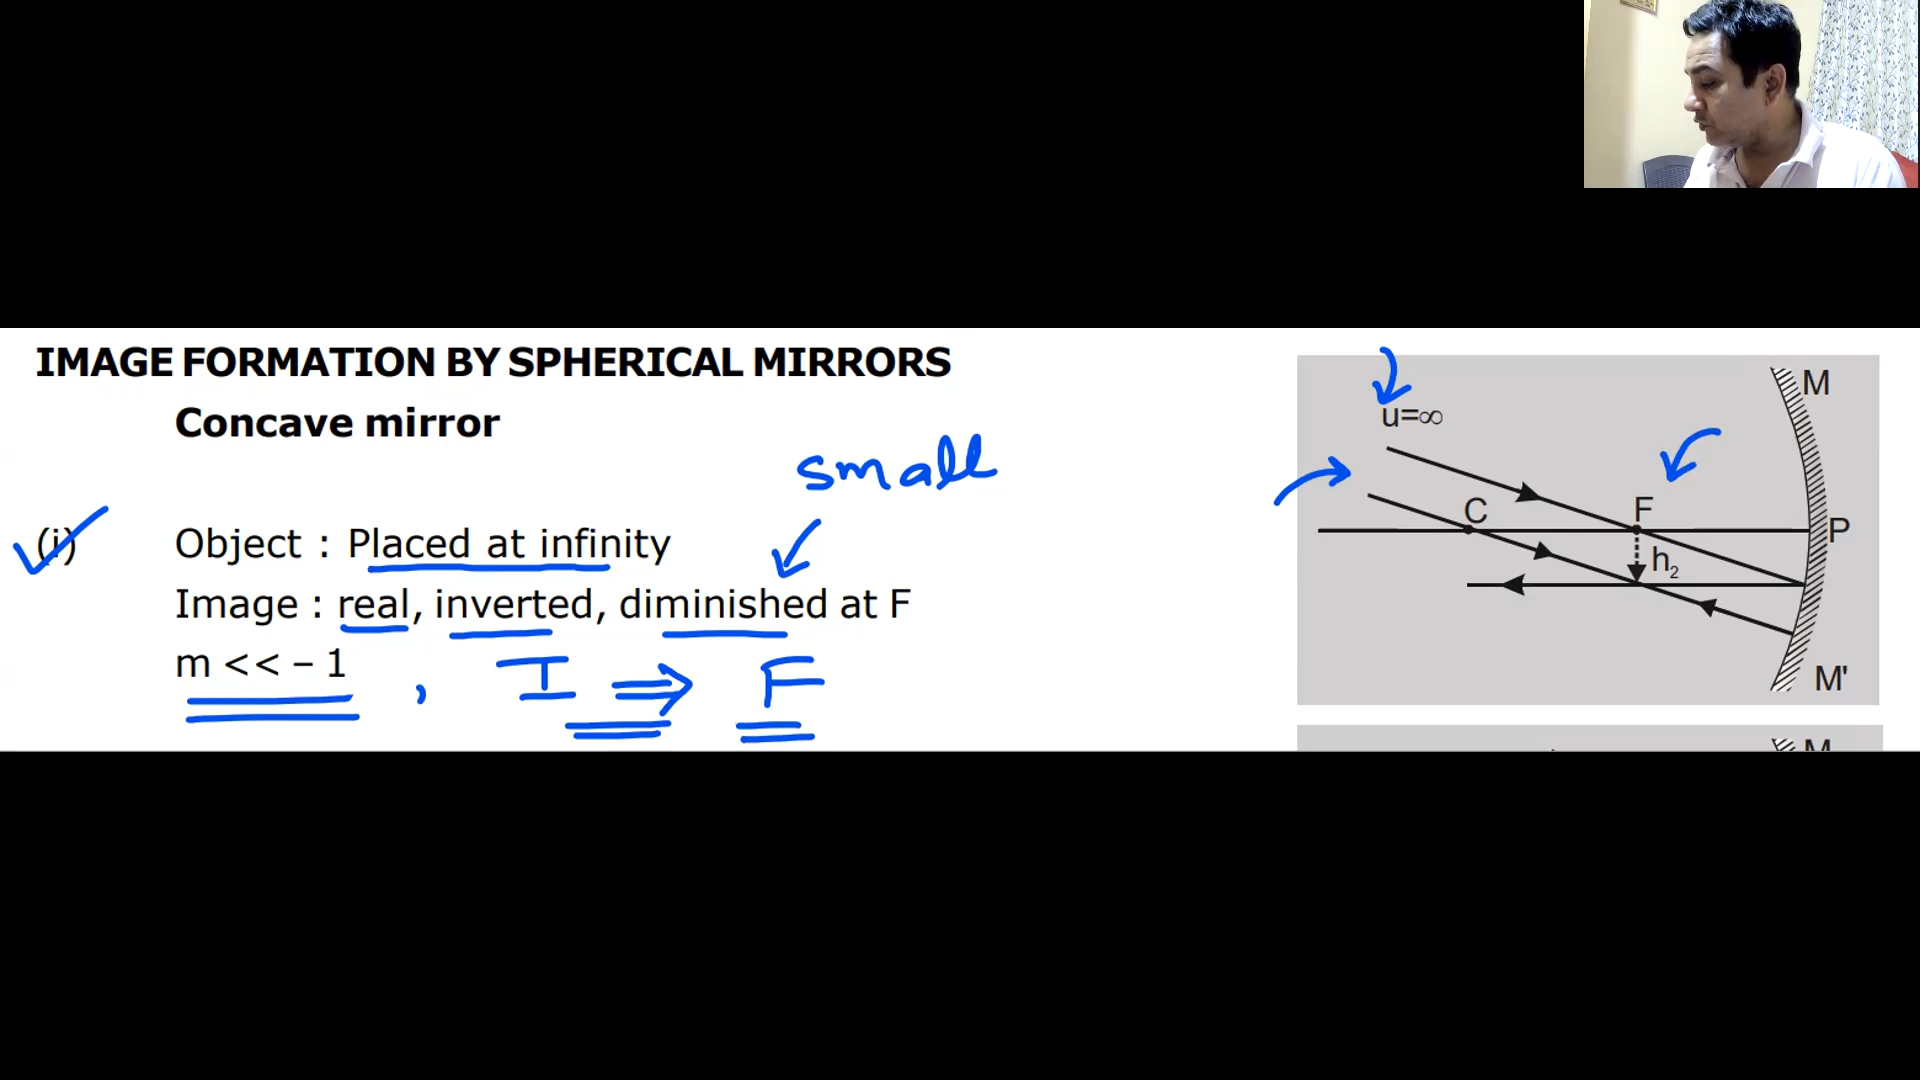 IMAGE FORMATION BY SPHERICAL MIRRORS
Concave mirror
small
(i) Object : Placed at infinity
Image : real, inverted, diminished at F
m << – 1 , I ⇒ F
M
u=∞
C F
P
h₂
M'
M